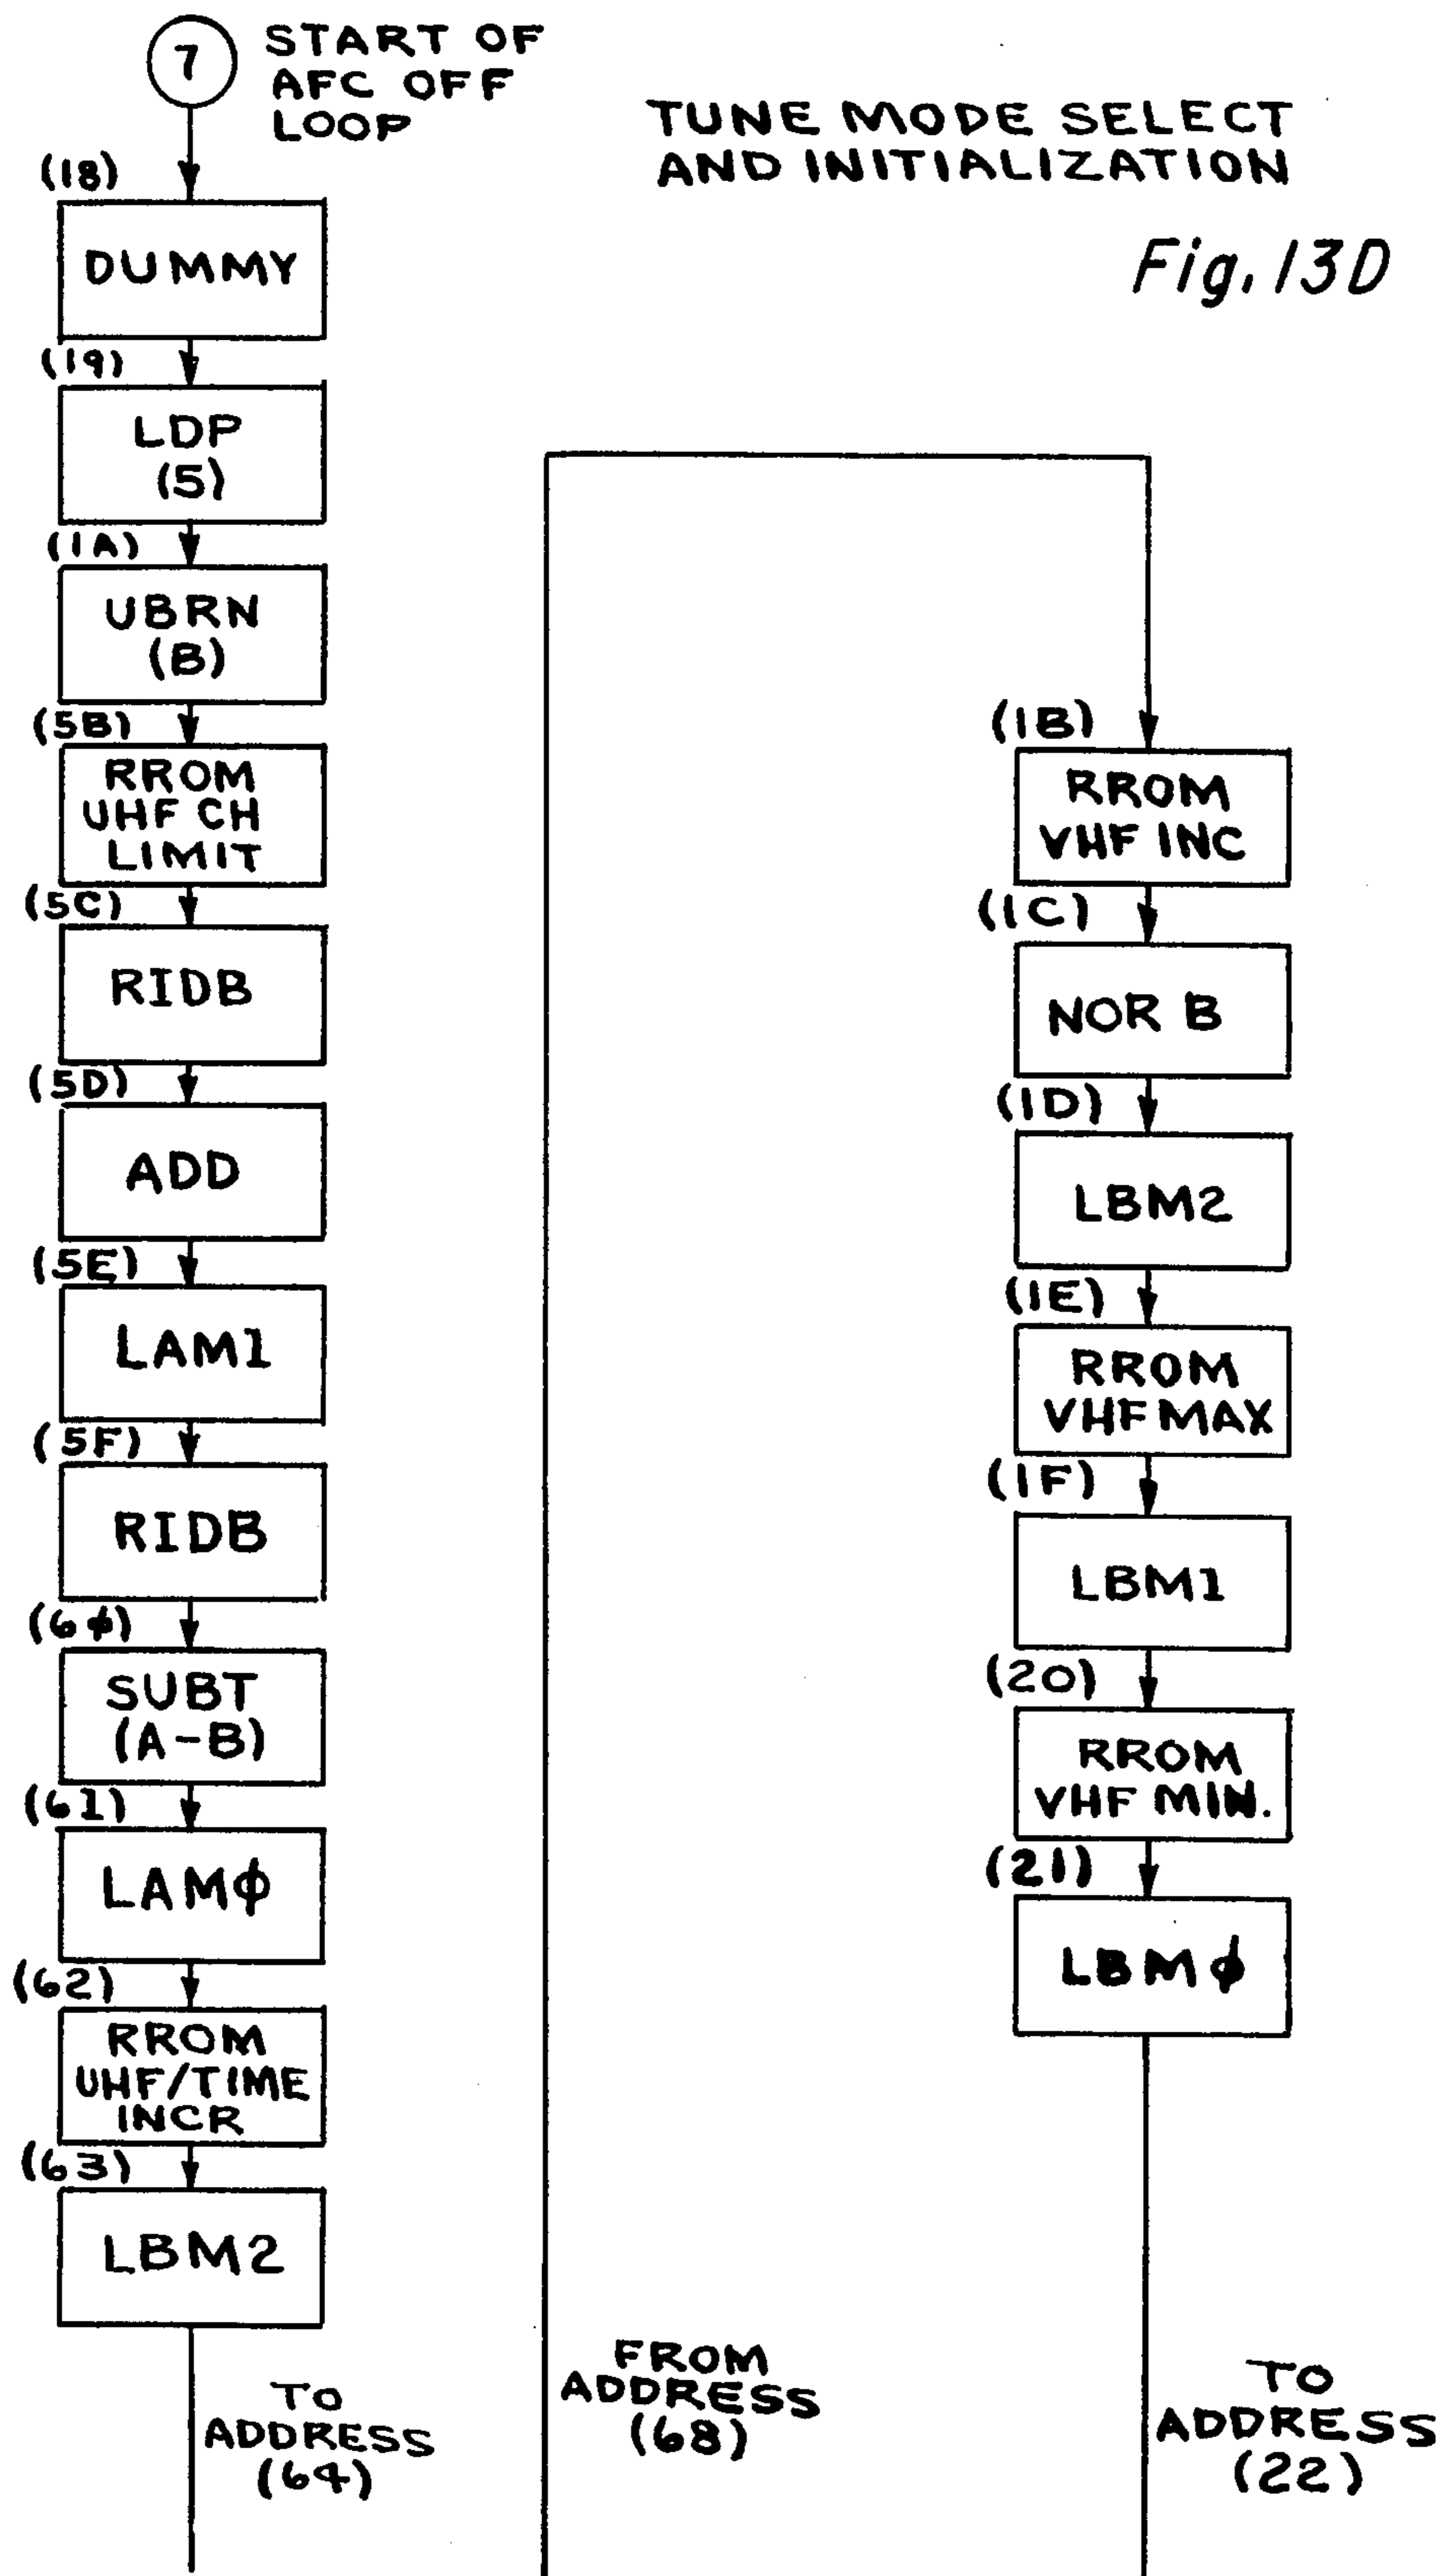 7
START OF
AFC OFF
LOOP
TUNE MODE SELECT
AND INITIALIZATION
Fig. 13D
(18)
DUMMY
(19)
LDP
(5)
(1A)
UBRN
(B)
(5B)
RROM
UHF CH
LIMIT
(5C)
RIDB
(5D)
ADD
(5E)
LAM1
(5F)
RIDB
(6ϕ)
SUBT
(A-B)
(61)
LAMϕ
(62)
RROM
UHF/TIME
INCR
(63)
LBM2
TO
ADDRESS
(64)
FROM
ADDRESS
(68)
(1B)
RROM
VHF INC
(1C)
NOR B
(1D)
LBM2
(1E)
RROM
VHF MAX
(1F)
LBM1
(20)
RROM
VHF MIN.
(21)
LBMϕ
TO
ADDRESS
(22)